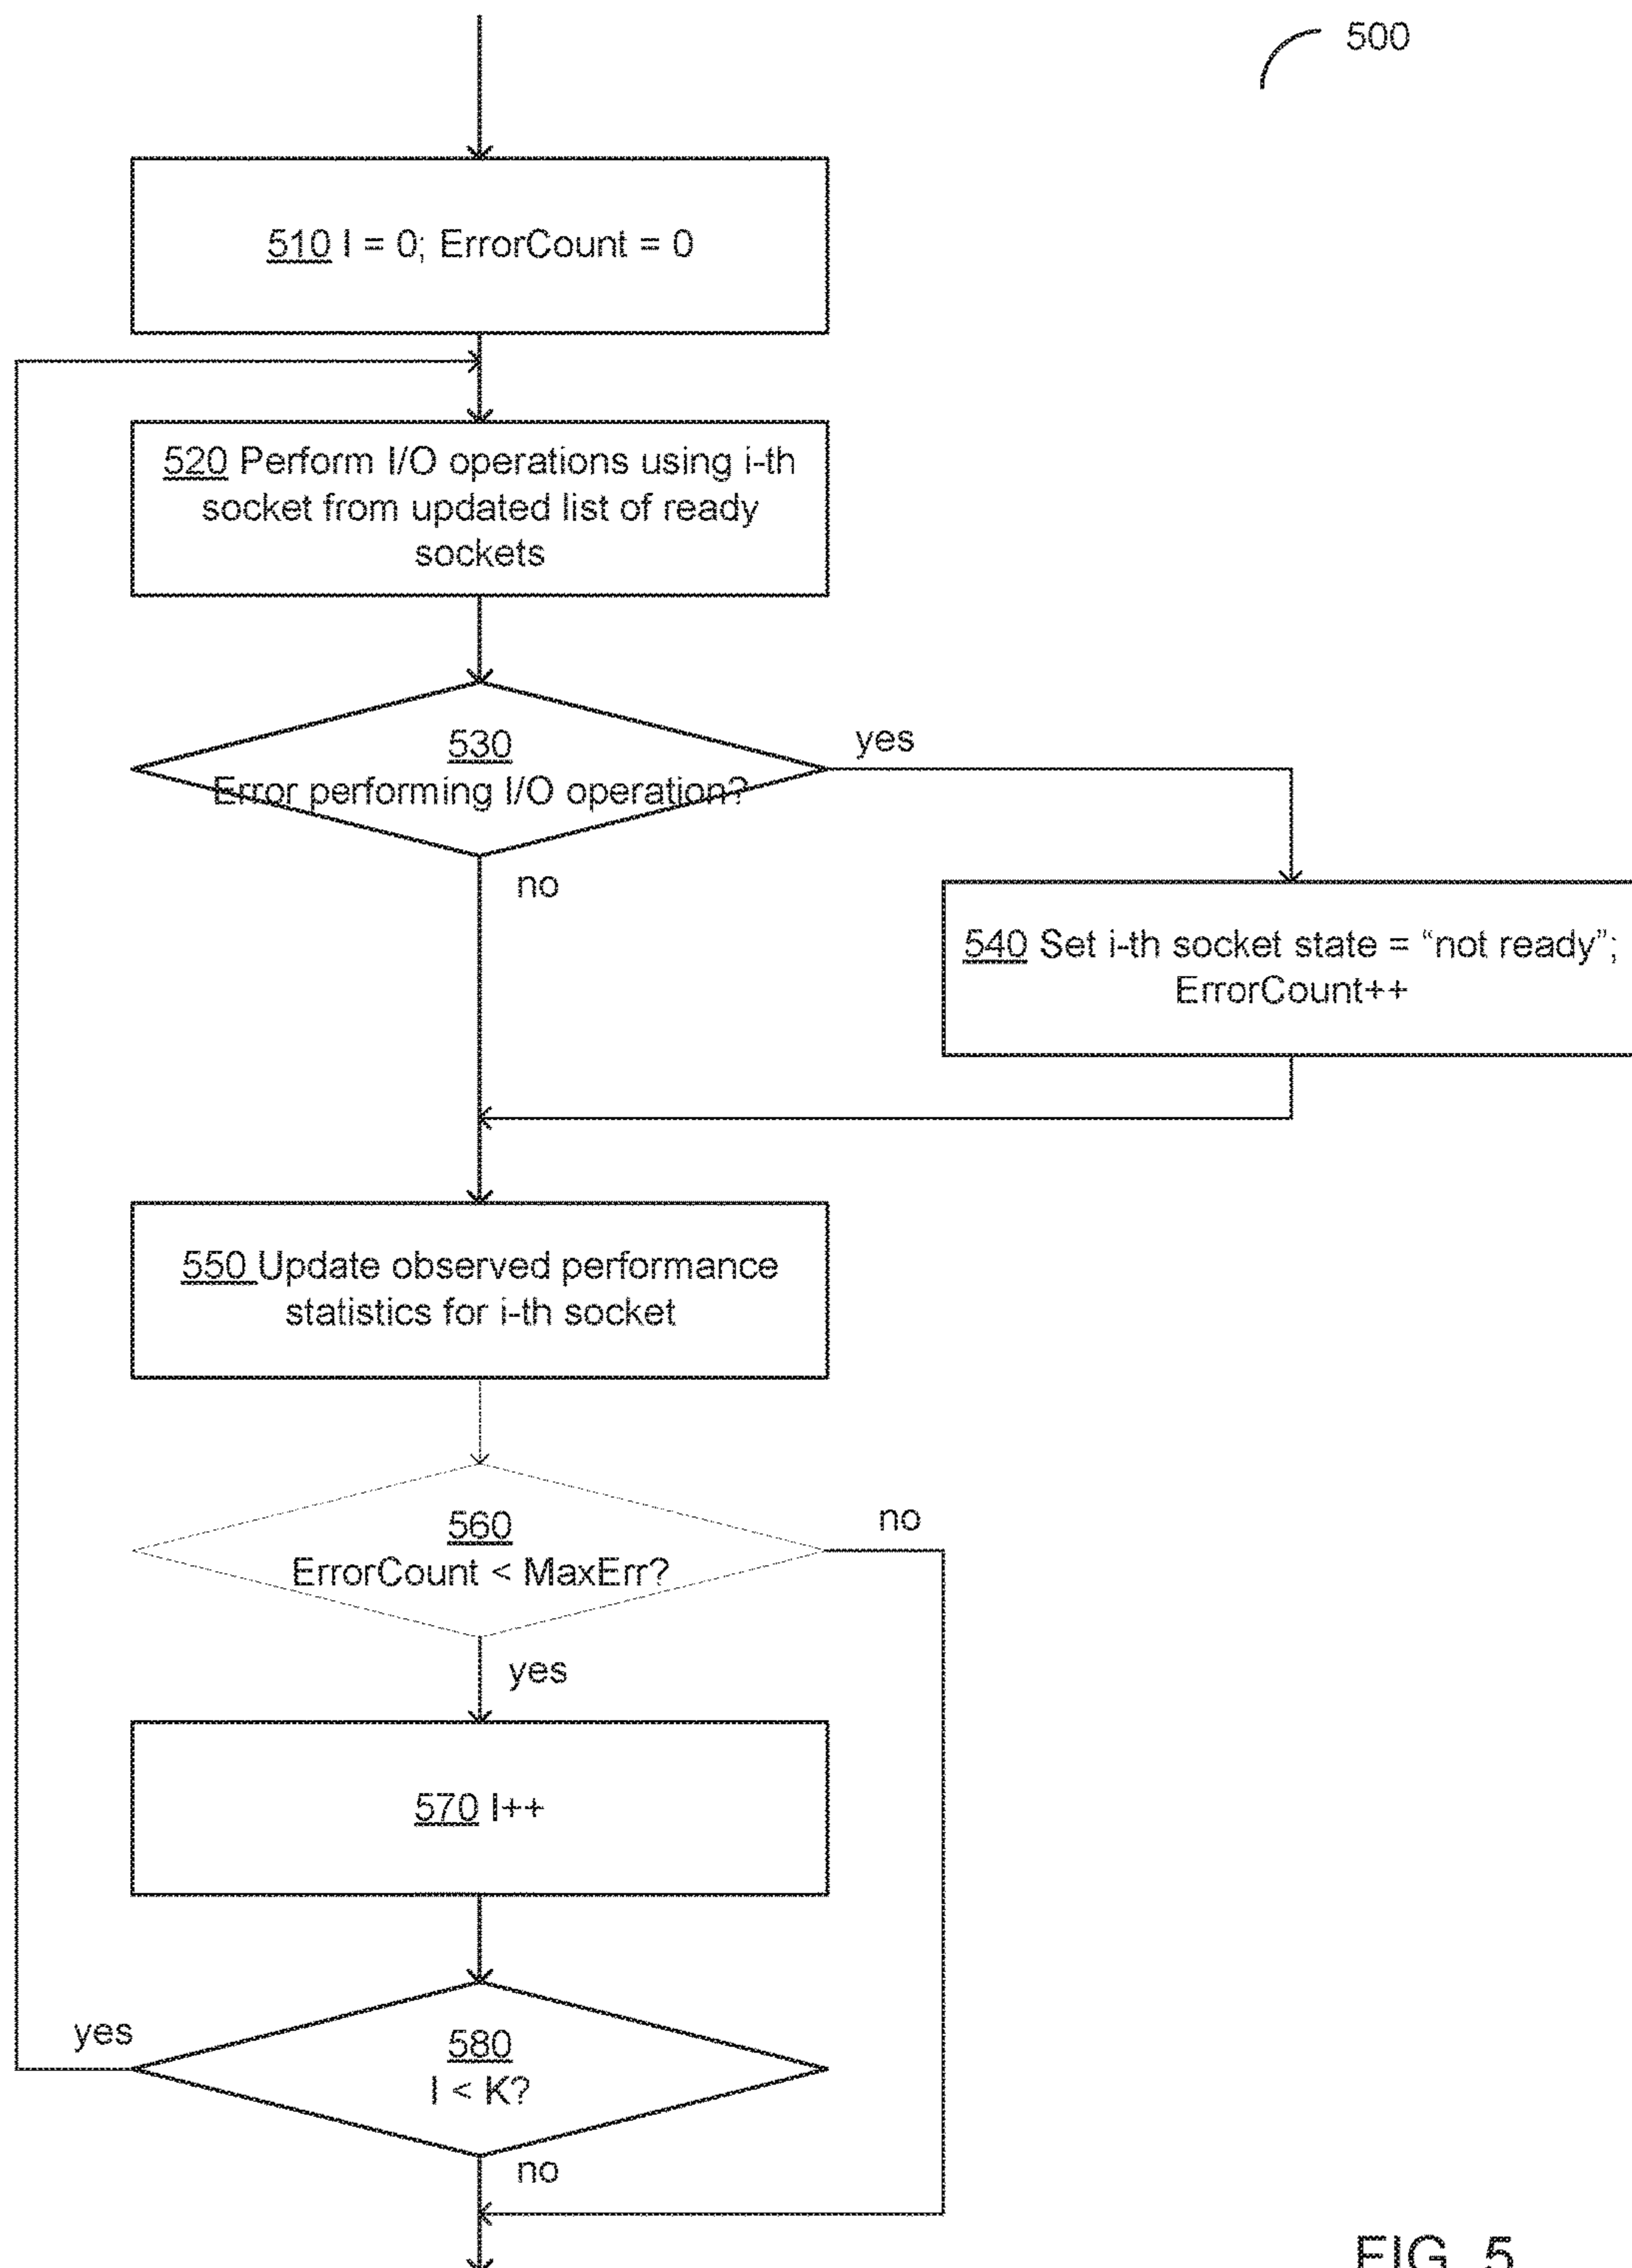 500
510 I = 0; ErrorCount = 0
520 Perform I/O operations using i-th
socket from updated list of ready
sockets
530
Error performing I/O operation?
yes
no
540 Set i-th socket state = “not ready”;
ErrorCount++
550 Update observed performance
statistics for i-th socket
560
ErrorCount < MaxErr?
no
yes
570 I++
580
I < K?
yes
no
FIG. 5